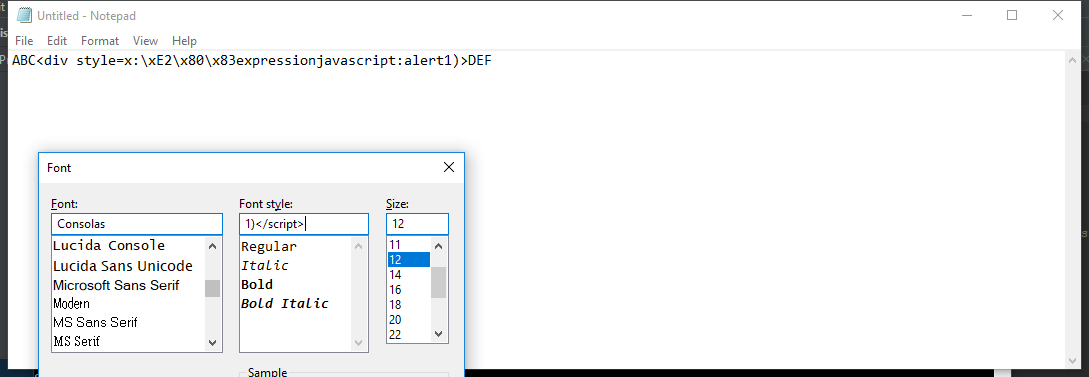 Untitled - Notepad
File Edit Format View Help
ABC<div style=x:\xE2\x80\x83expressionjavascript:alert1)>DEF
Font
Font: Font style: Size:
Consolas 1)</script> 12
Lucida Console Regular 11
Lucida Sans Unicode Italic 12
Microsoft Sans Serif Bold 14
Modern Bold Italic 16
MS Sans Serif 18
MS Serif 20
22
Sample